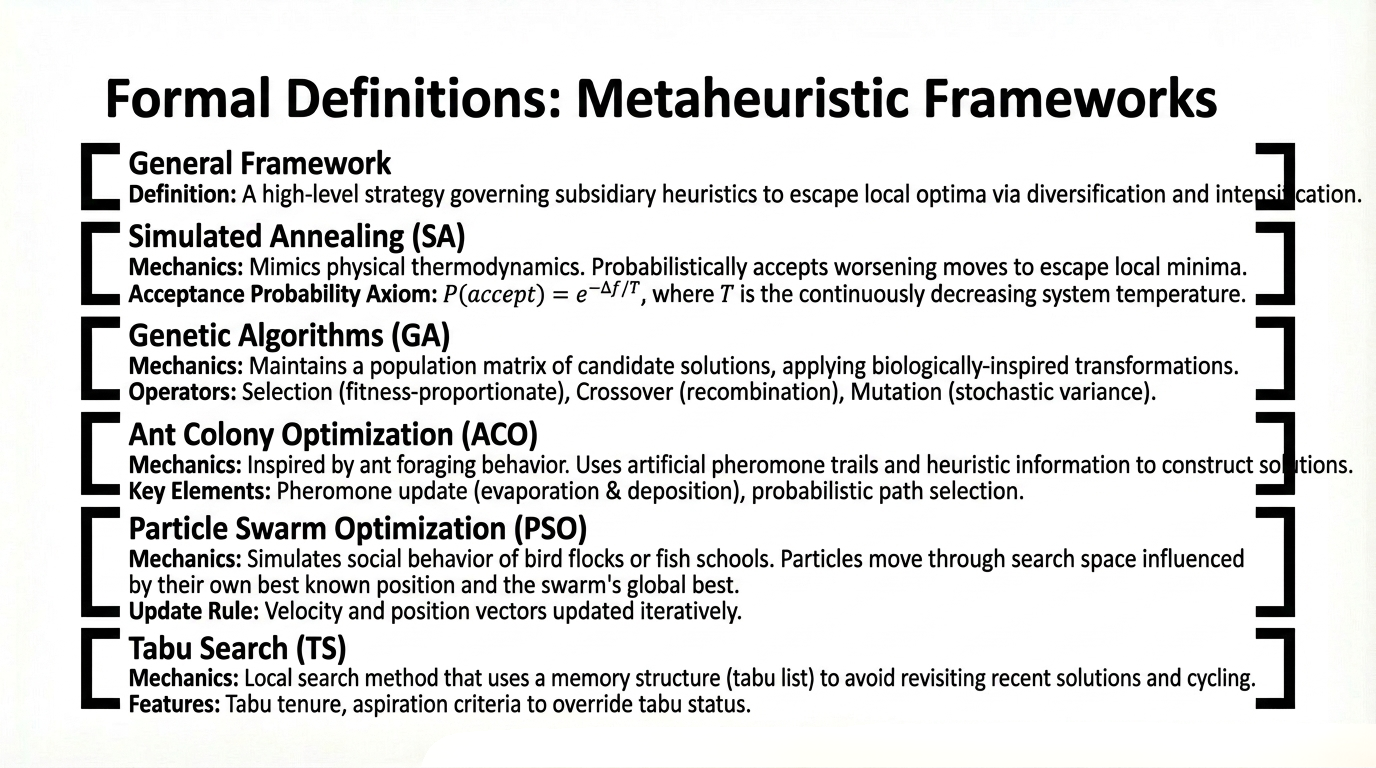 Formal Definitions: Metaheuristic Frameworks
General Framework
Definition: A high-level strategy governing subsidiary heuristics to escape local optima via diversification and intensification.
Simulated Annealing (SA)
Mechanics: Mimics physical thermodynamics. Probabilistically accepts worsening moves to escape local minima.
Acceptance Probability Axiom: P(accept) = e^{−Δf/T}, where T is the continuously decreasing system temperature.
Genetic Algorithms (GA)
Mechanics: Maintains a population matrix of candidate solutions, applying biologically-inspired transformations.
Operators: Selection (fitness-proportionate), Crossover (recombination), Mutation (stochastic variance).
Ant Colony Optimization (ACO)
Mechanics: Inspired by ant foraging behavior. Uses artificial pheromone trails and heuristic information to construct solutions.
Key Elements: Pheromone update (evaporation & deposition), probabilistic path selection.
Particle Swarm Optimization (PSO)
Mechanics: Simulates social behavior of bird flocks or fish schools. Particles move through search space influenced
by their own best known position and the swarm's global best.
Update Rule: Velocity and position vectors updated iteratively.
Tabu Search (TS)
Mechanics: Local search method that uses a memory structure (tabu list) to avoid revisiting recent solutions and cycling.
Features: Tabu tenure, aspiration criteria to override tabu status.